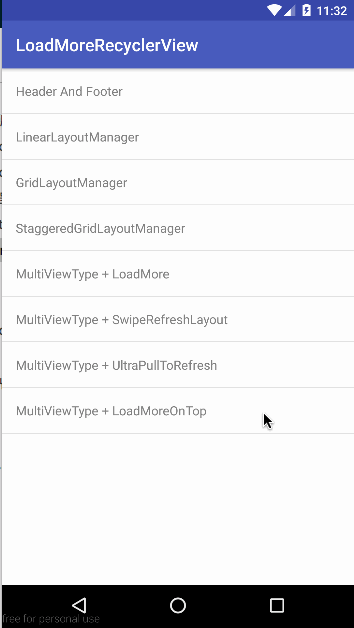 11:32
LoadMoreRecyclerView
Header And Footer
LinearLayoutManager
GridLayoutManager
StaggeredGridLayoutManager
MultiViewType + LoadMore
MultiViewType + SwipeRefreshLayout
MultiViewType + UltraPullToRefresh
MultiViewType + LoadMoreOnTop
free for personal use